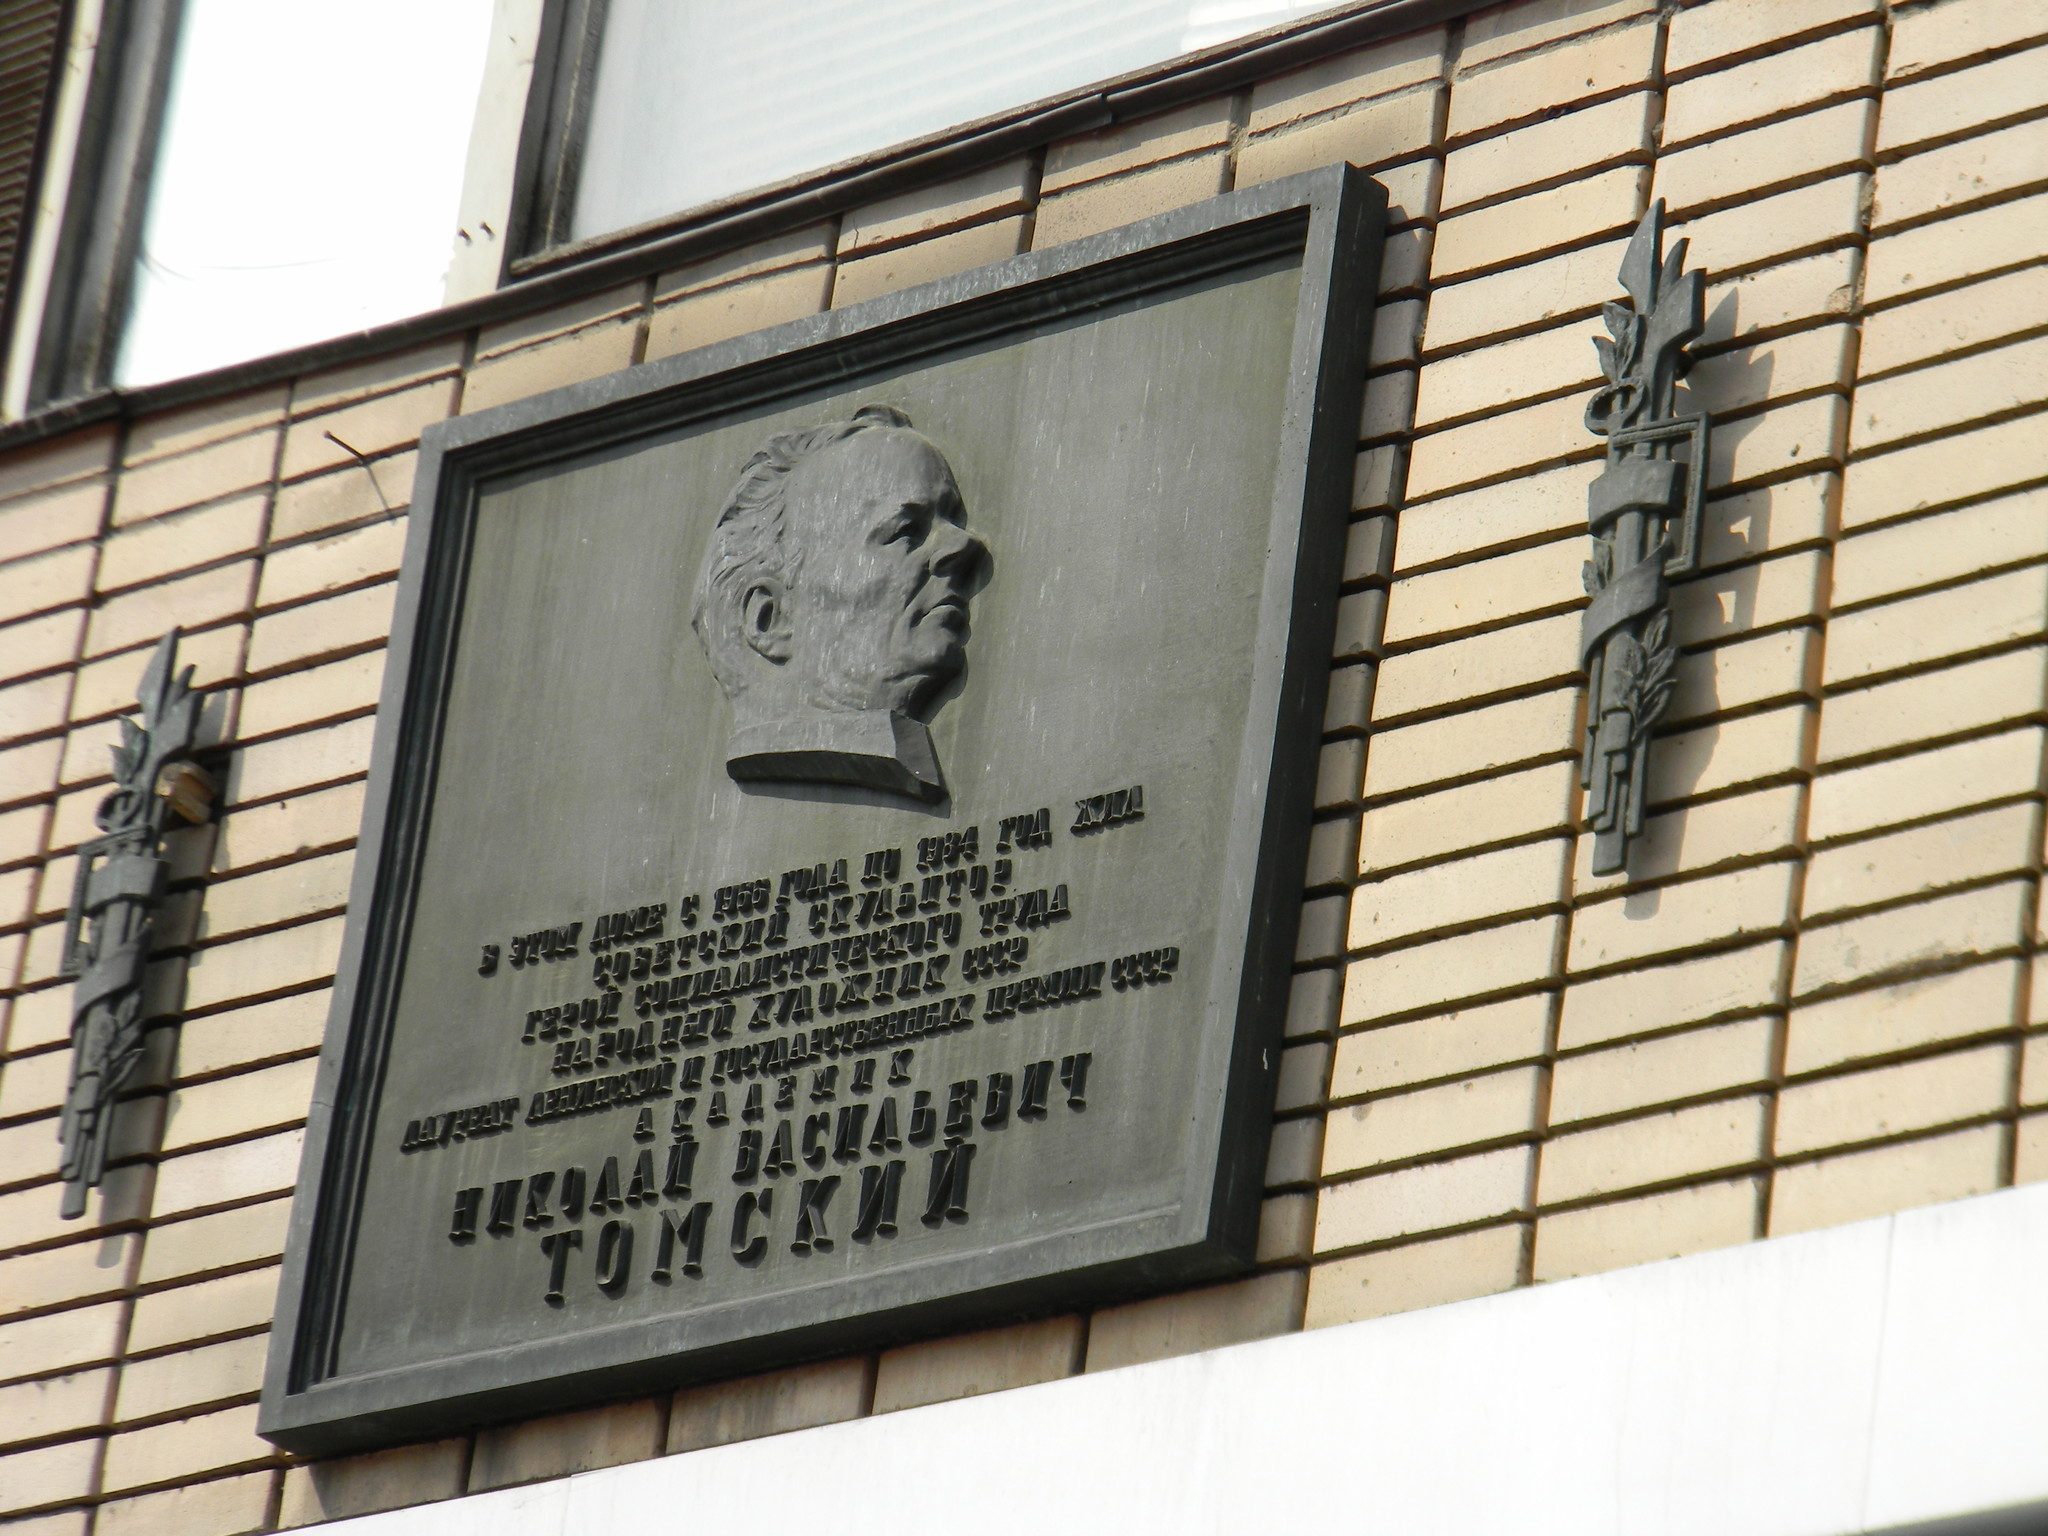 В ЭТОМ ДОМЕ С 1956 ГОДА ПО 1984 ГОД ЖИЛ
СОВЕТСКИЙ СКУЛЬПТОР
ГЕРОЙ СОЦИАЛИСТИЧЕСКОГО ТРУДА
НАРОДНЫЙ ХУДОЖНИК СССР
ЛАУРЕАТ ЛЕНИНСКОЙ И ГОСУДАРСТВЕННЫХ ПРЕМИЙ СССР
АКАДЕМИК
НИКОЛАЙ ВАСИЛЬЕВИЧ
ТОМСКИЙ